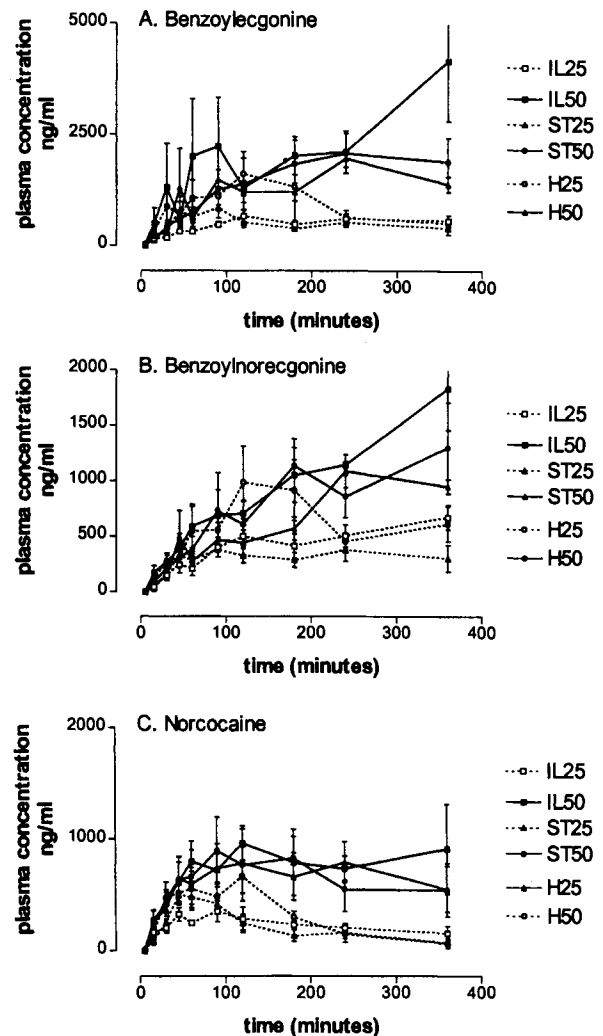 A. Benzoylecgonine
plasma concentration
ng/ml
5000
2500
0
0
100
200
300
400
time (minutes)
IL25
IL50
ST25
ST50
H25
H50
B. Benzoylnorecgonine
plasma concentration
ng/ml
2000
1500
1000
500
0
0
100
200
300
400
time (minutes)
IL25
IL50
ST25
ST50
H25
H50
C. Norcocaine
plasma concentration
ng/ml
2000
1000
0
0
100
200
300
400
time (minutes)
IL25
IL50
ST25
ST50
H25
H50